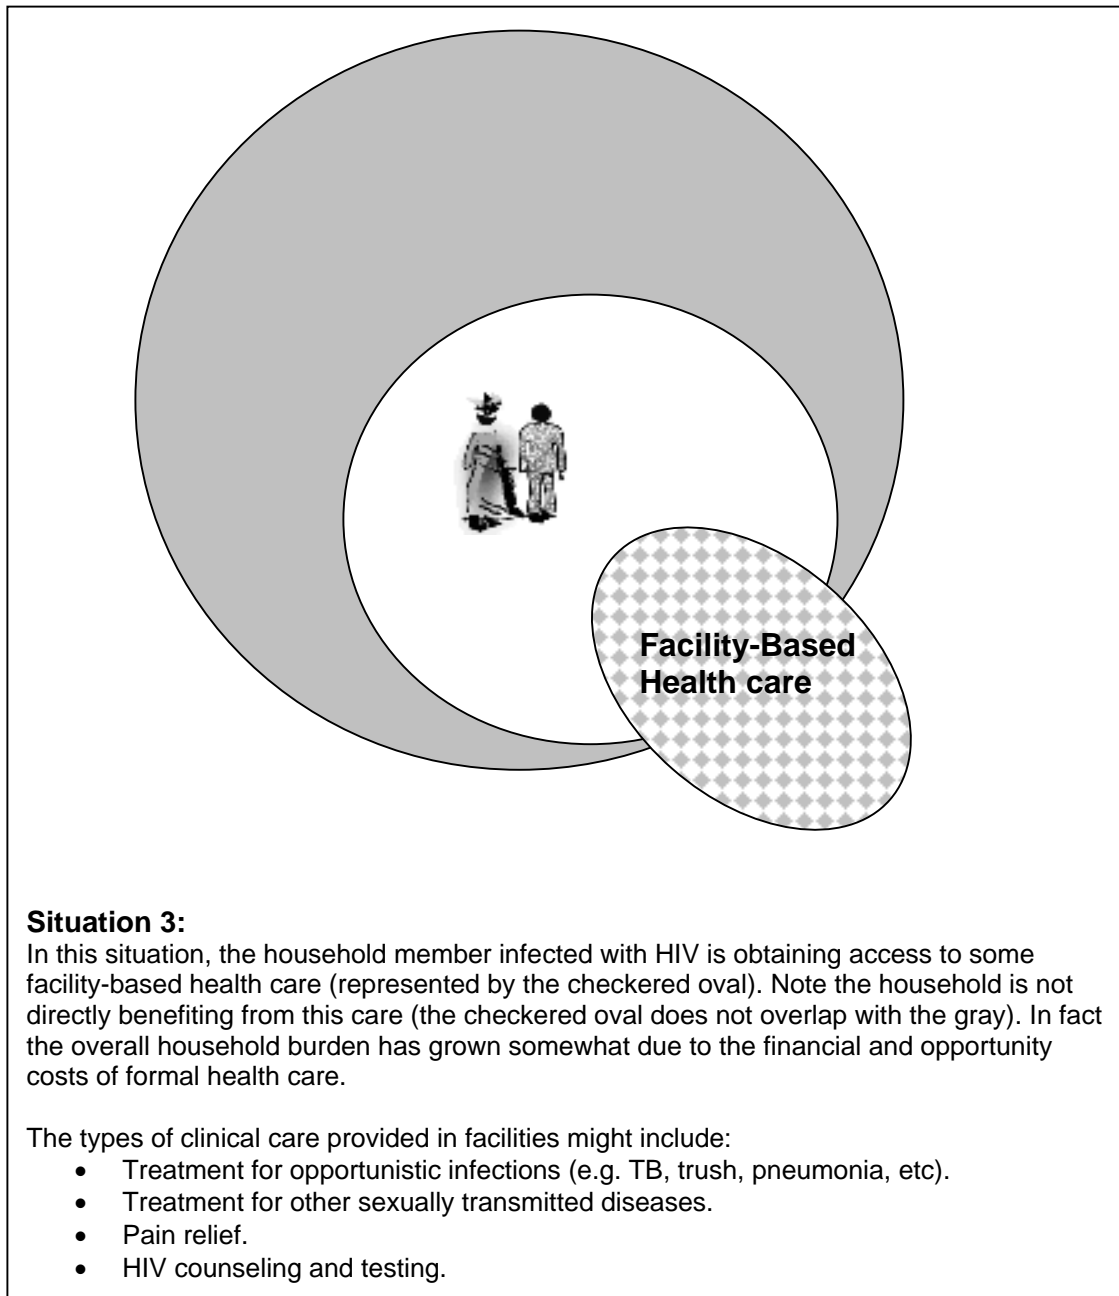 Facility-Based
Health care
Situation 3:
In this situation, the household member infected with HIV is obtaining access to some
facility-based health care (represented by the checkered oval). Note the household is not
directly benefiting from this care (the checkered oval does not overlap with the gray). In fact
the overall household burden has grown somewhat due to the financial and opportunity
costs of formal health care.
The types of clinical care provided in facilities might include:
• Treatment for opportunistic infections (e.g. TB, trush, pneumonia, etc).
• Treatment for other sexually transmitted diseases.
• Pain relief.
• HIV counseling and testing.